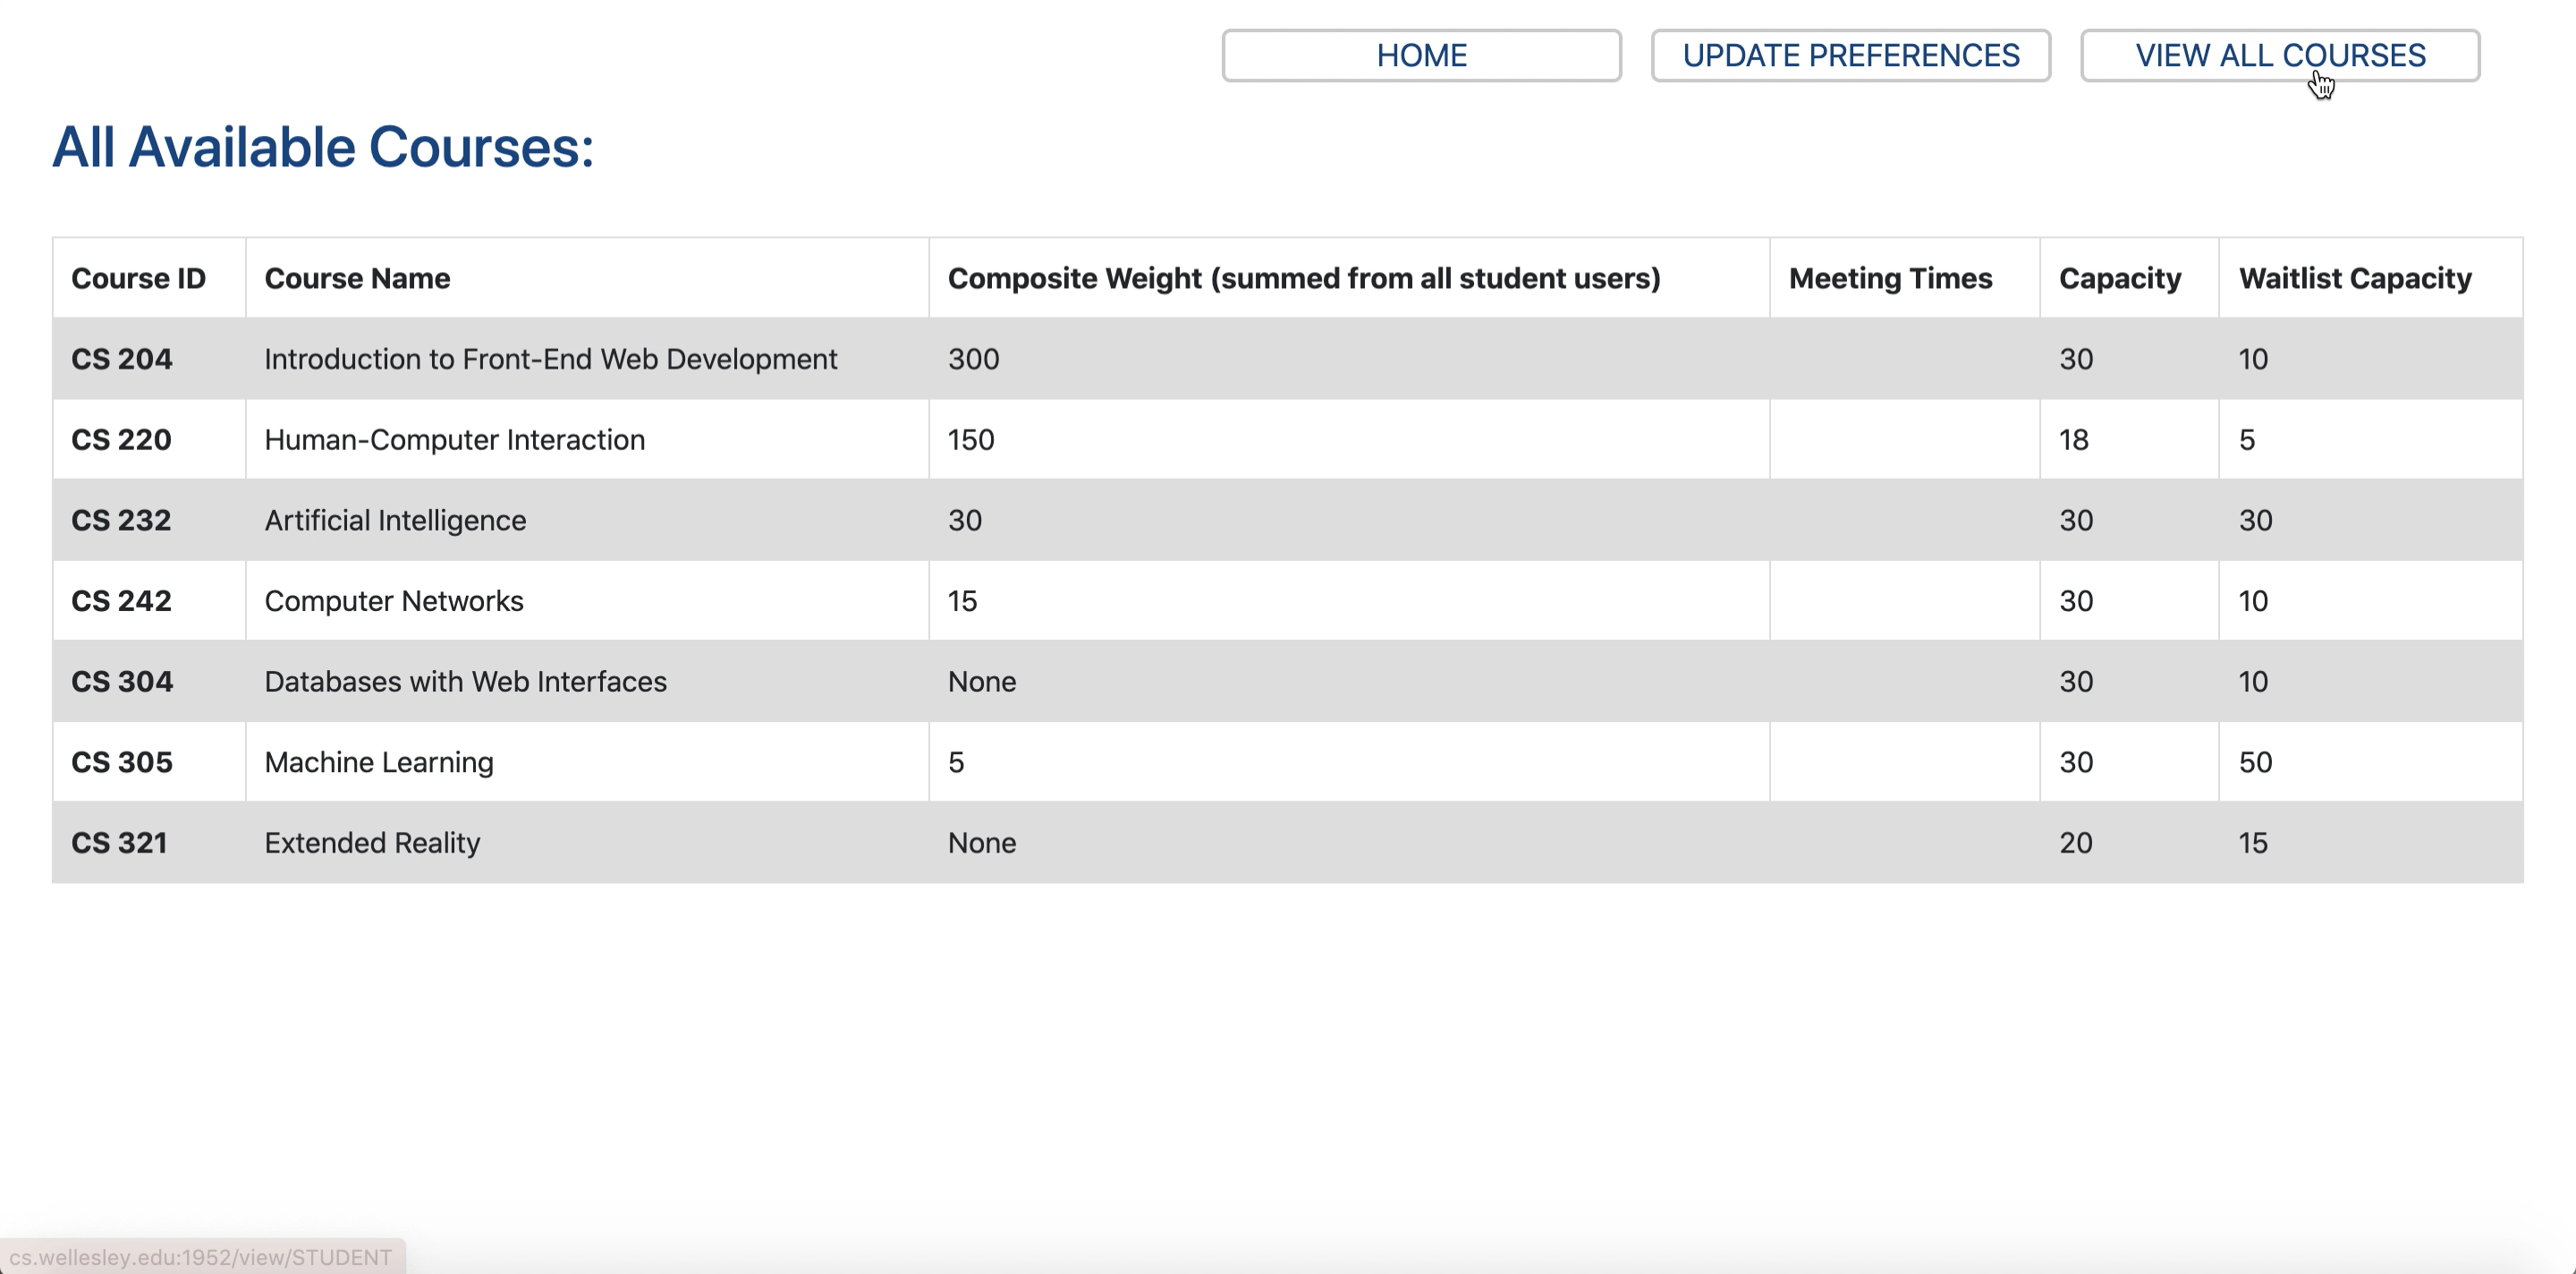 HOME UPDATE PREFERENCES VIEW ALL COURSES
All Available Courses:
Course ID Course Name Composite Weight (summed from all student users) Meeting Times Capacity Waitlist Capacity
CS 204 Introduction to Front-End Web Development 300 30 10
CS 220 Human-Computer Interaction 150 18 5
CS 232 Artificial Intelligence 30 30 30
CS 242 Computer Networks 15 30 10
CS 304 Databases with Web Interfaces None 30 10
CS 305 Machine Learning 5 30 50
CS 321 Extended Reality None 20 15
cs.wellesley.edu:1952/view/STUDENT